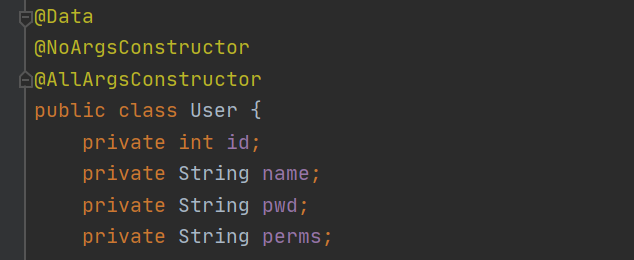 @Data
@NoArgsConstructor
@AllArgsConstructor
public class User {
    private int id;
    private String name;
    private String pwd;
    private String perms;